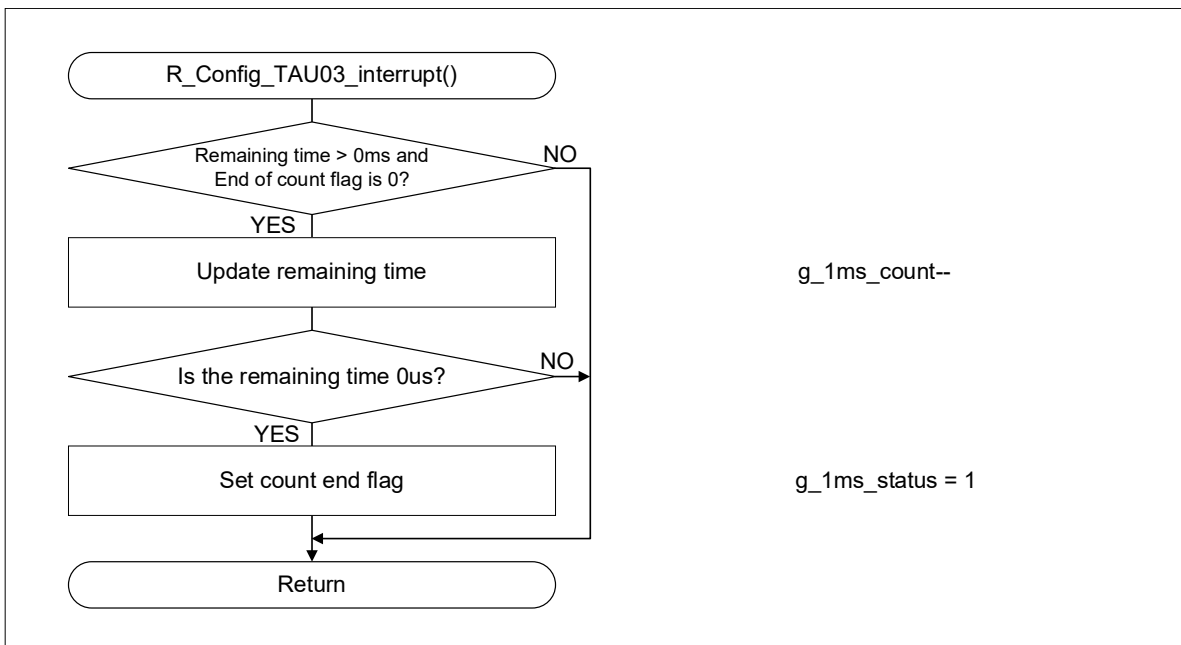 R_Config_TAU03_interrupt()
Remaining time > 0ms and
End of count flag is 0?
NO
YES
Update remaining time
g_1ms_count--
Is the remaining time 0us?
NO
YES
Set count end flag
g_1ms_status = 1
Return